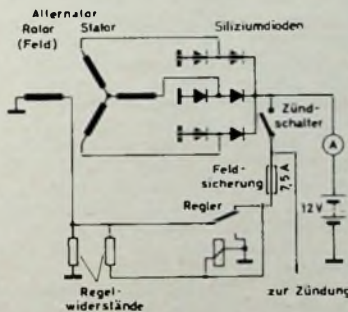 Alternator
Rotor
(Feld)
Stator
Siliziumdioden
Zünd-
schalter
A
Feld-
sicherung
7,5 A
Regler
12 V
Regel-
widerstände
zur Zündung